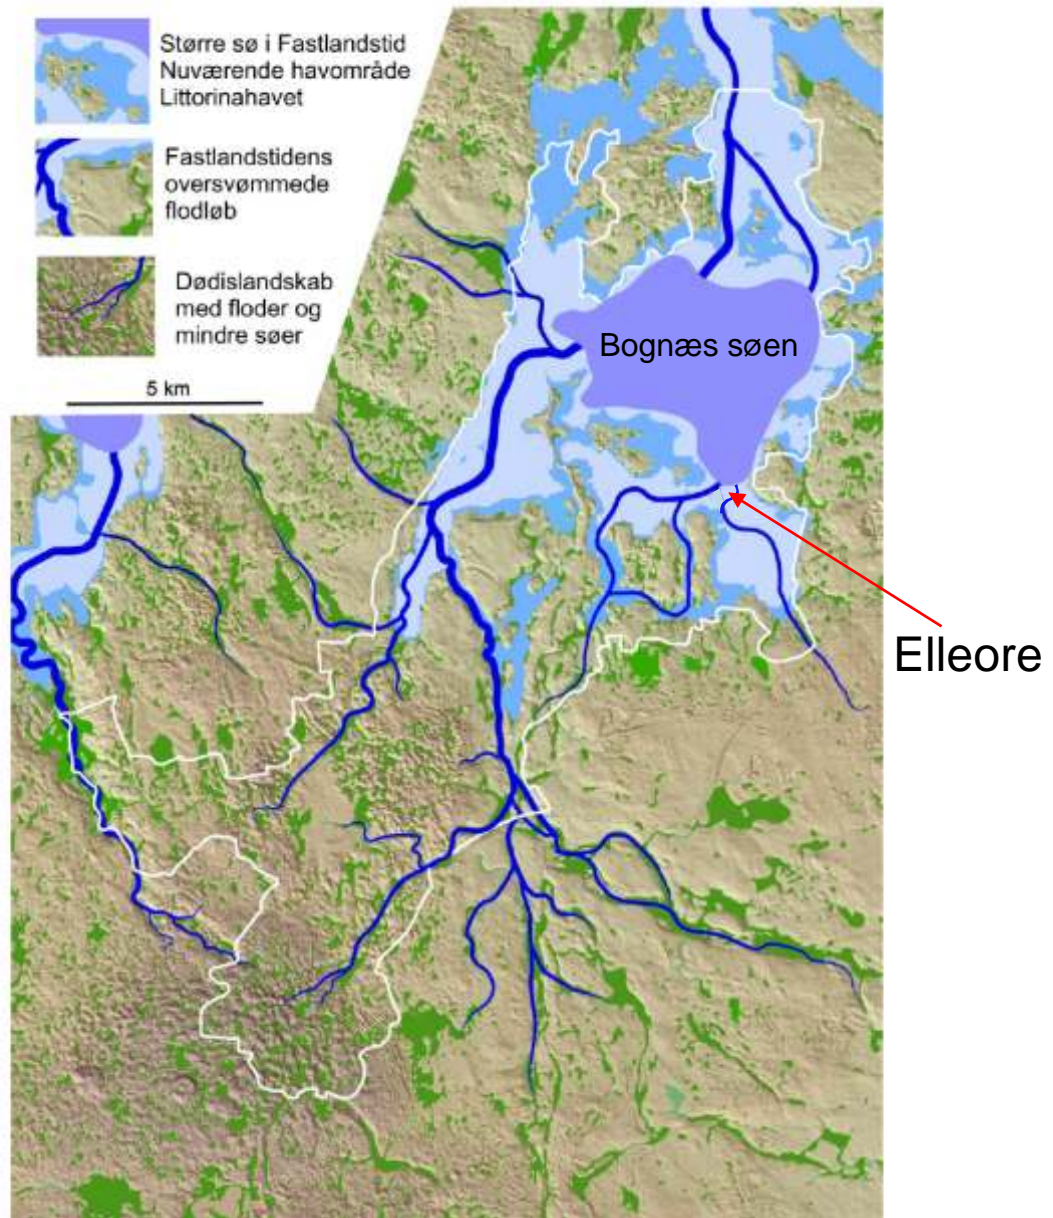 Større sø i Fastlandstid
Nuværende havområde
Littorinahavet
Fastlandstidens
oversvømmede
flodløb
Dødislandskab
med floder og
mindre søer
5 km
Bognæs søen
Elleore